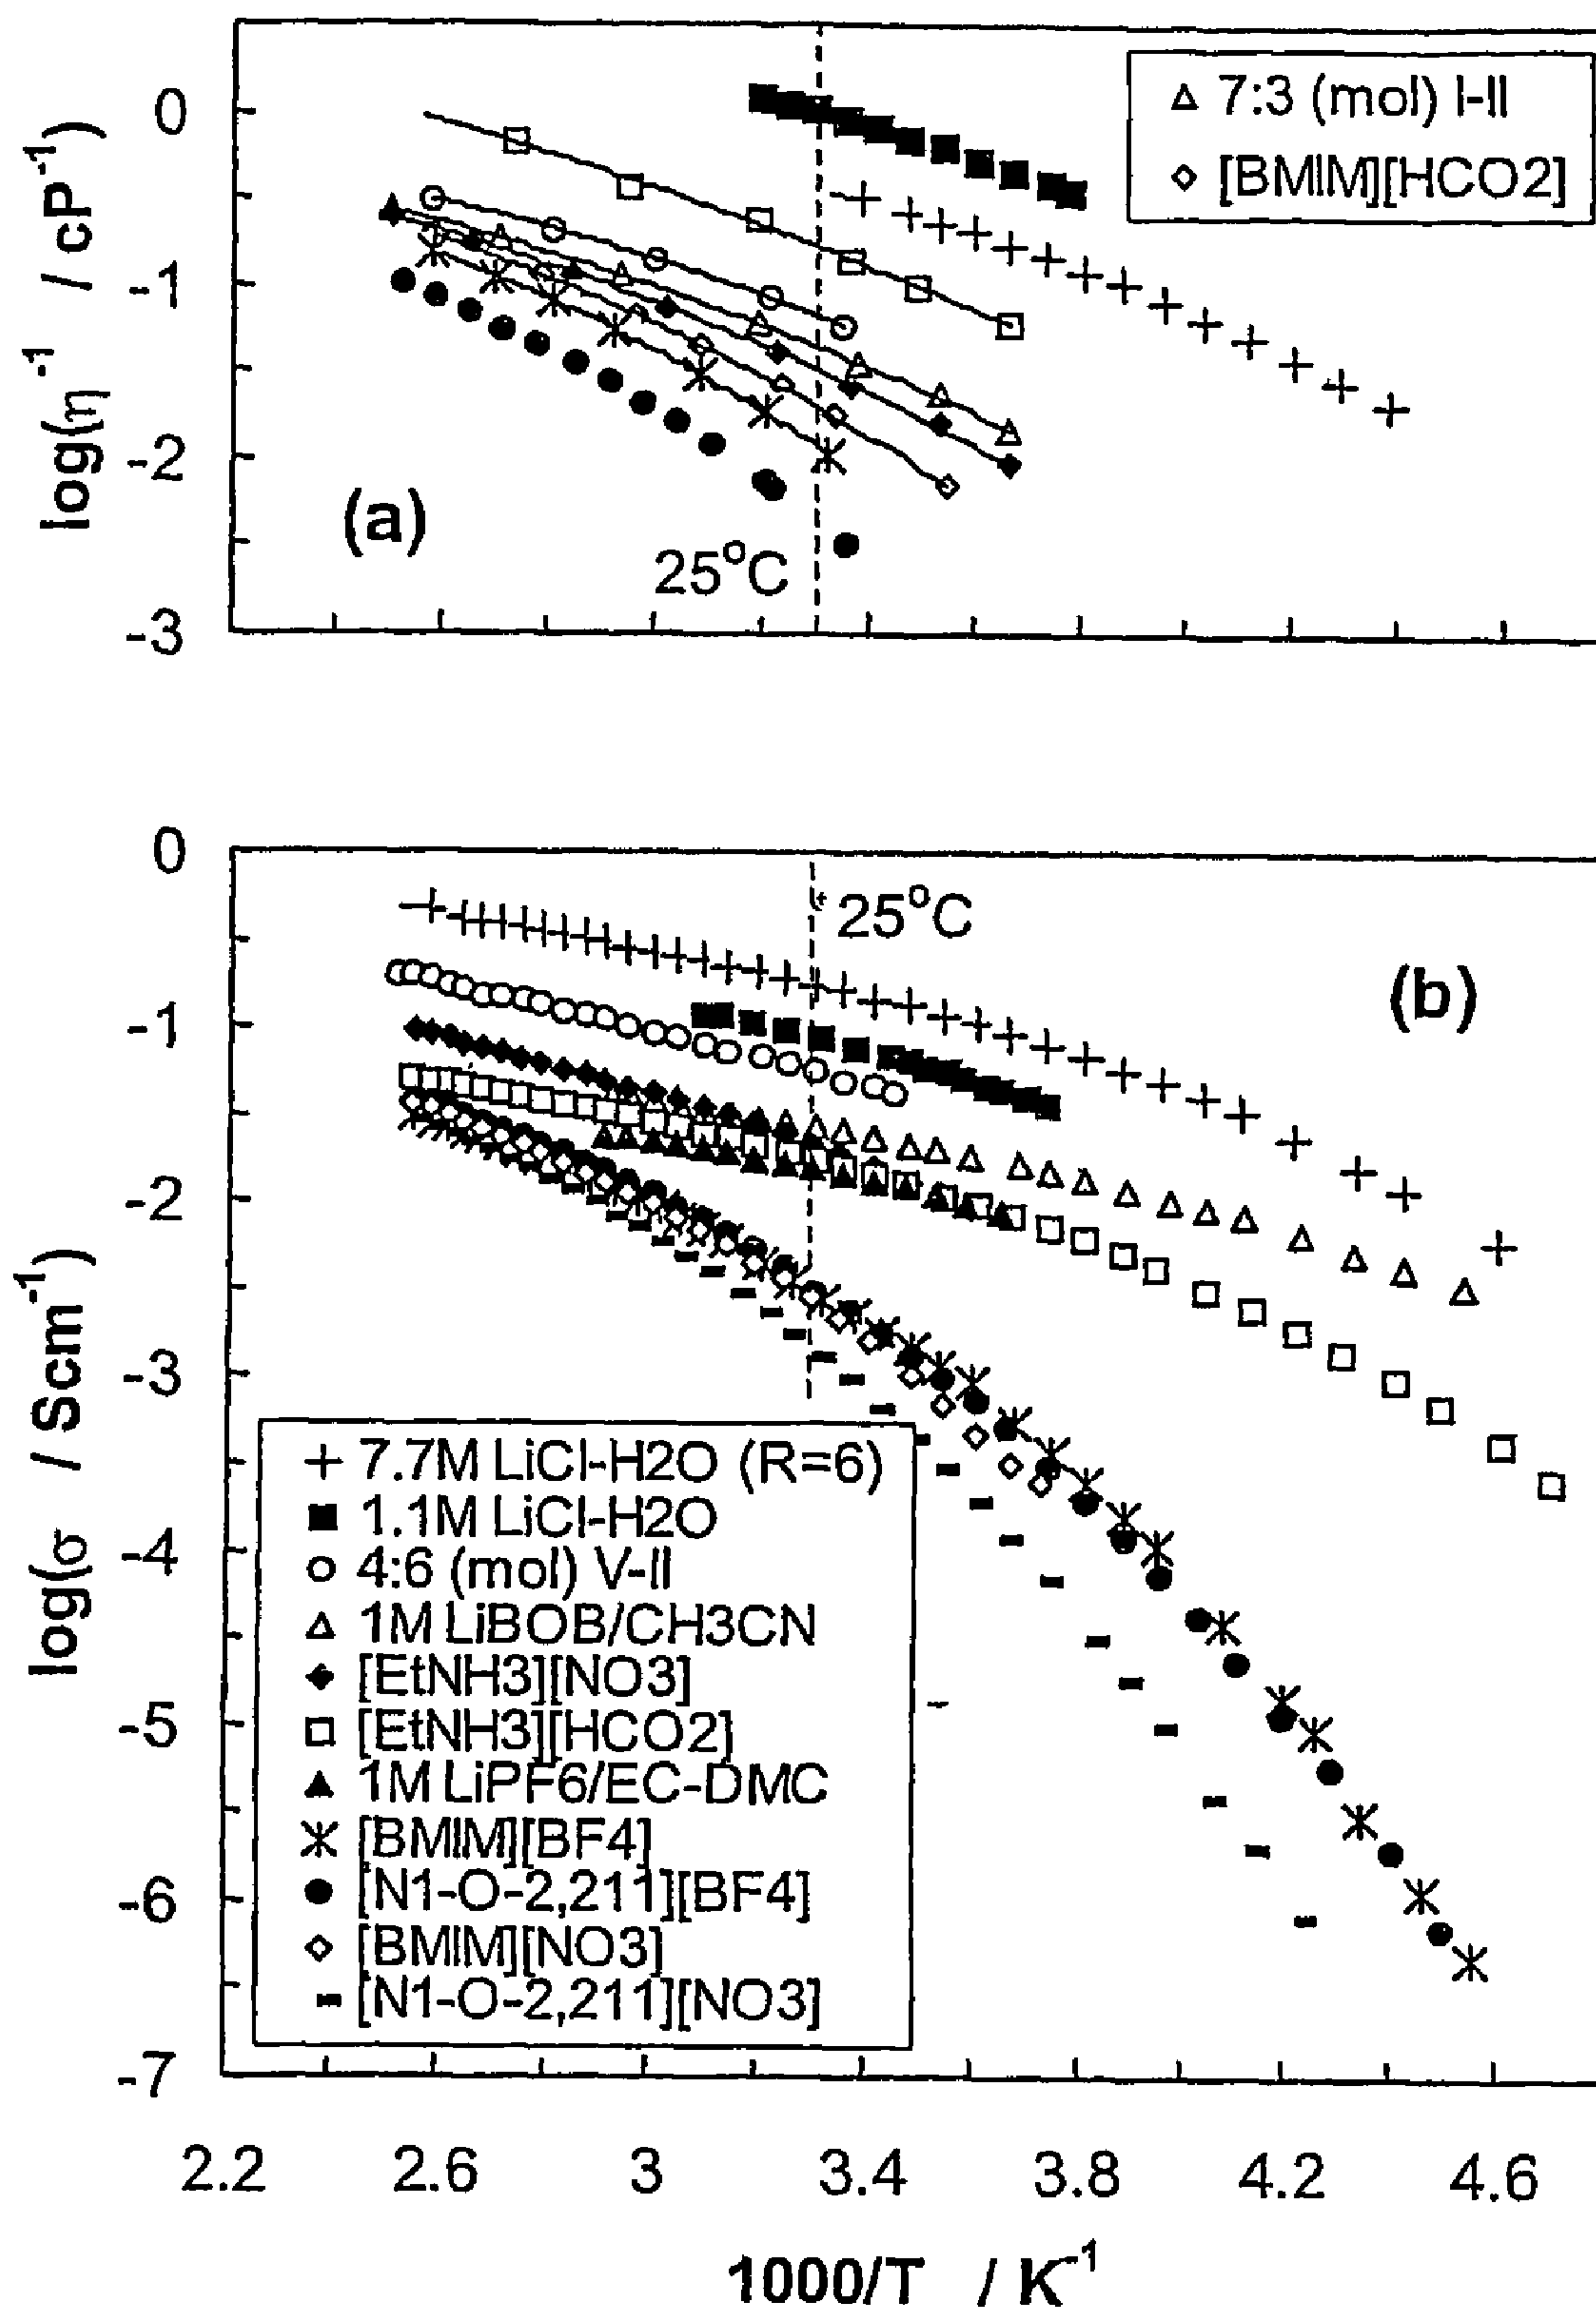 0
-1
-2
-3
log(η⁻¹ / cP⁻¹)
△ 7:3 (mol) I-II
◇ [BMIM][HCO2]
(a)
25°C
0
-1
-2
-3
-4
-5
-6
-7
log(σ / Scm⁻¹)
25°C
(b)
+ 7.7M LiCl-H2O (R=6)
■ 1.1M LiCl-H2O
○ 4:6 (mol) V-II
△ 1M LiBOB/CH3CN
◆ [EtNH3][NO3]
□ [EtNH3][HCO2]
▲ 1M LiPF6/EC-DMC
[BMIM][BF4]
● [N1-O-2,211][BF4]
◇ [BMIM][NO3]
- [N1-O-2,211][NO3]
2.2 2.6 3 3.4 3.8 4.2 4.6
1000/T / K⁻¹